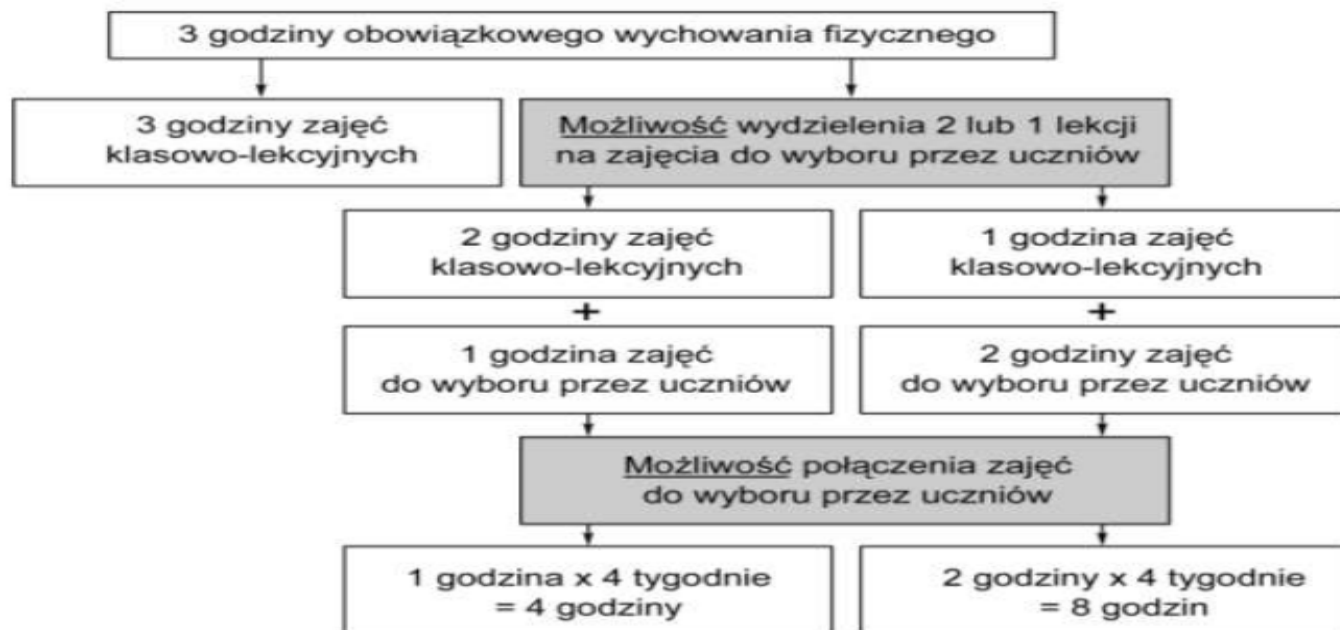 3 godziny obowiązkowego wychowania fizycznego
3 godziny zajęć
klasowo-lekcyjnych
Możliwość wydzielenia 2 lub 1 lekcji
na zajęcia do wyboru przez uczniów
2 godziny zajęć
klasowo-lekcyjnych
+
1 godzina zajęć
do wyboru przez uczniów
1 godzina zajęć
klasowo-lekcyjnych
+
2 godziny zajęć
do wyboru przez uczniów
Możliwość połączenia zajęć
do wyboru przez uczniów
1 godzina x 4 tygodnie
= 4 godziny
2 godziny x 4 tygodnie
= 8 godzin